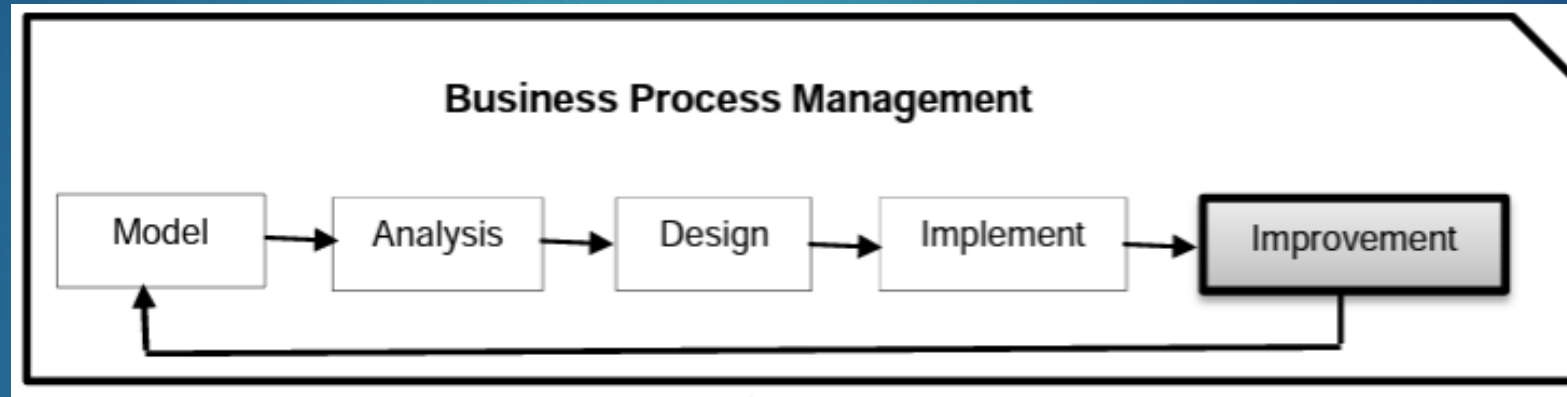 Business Process Management
Model
Analysis
Design
Implement
Improvement